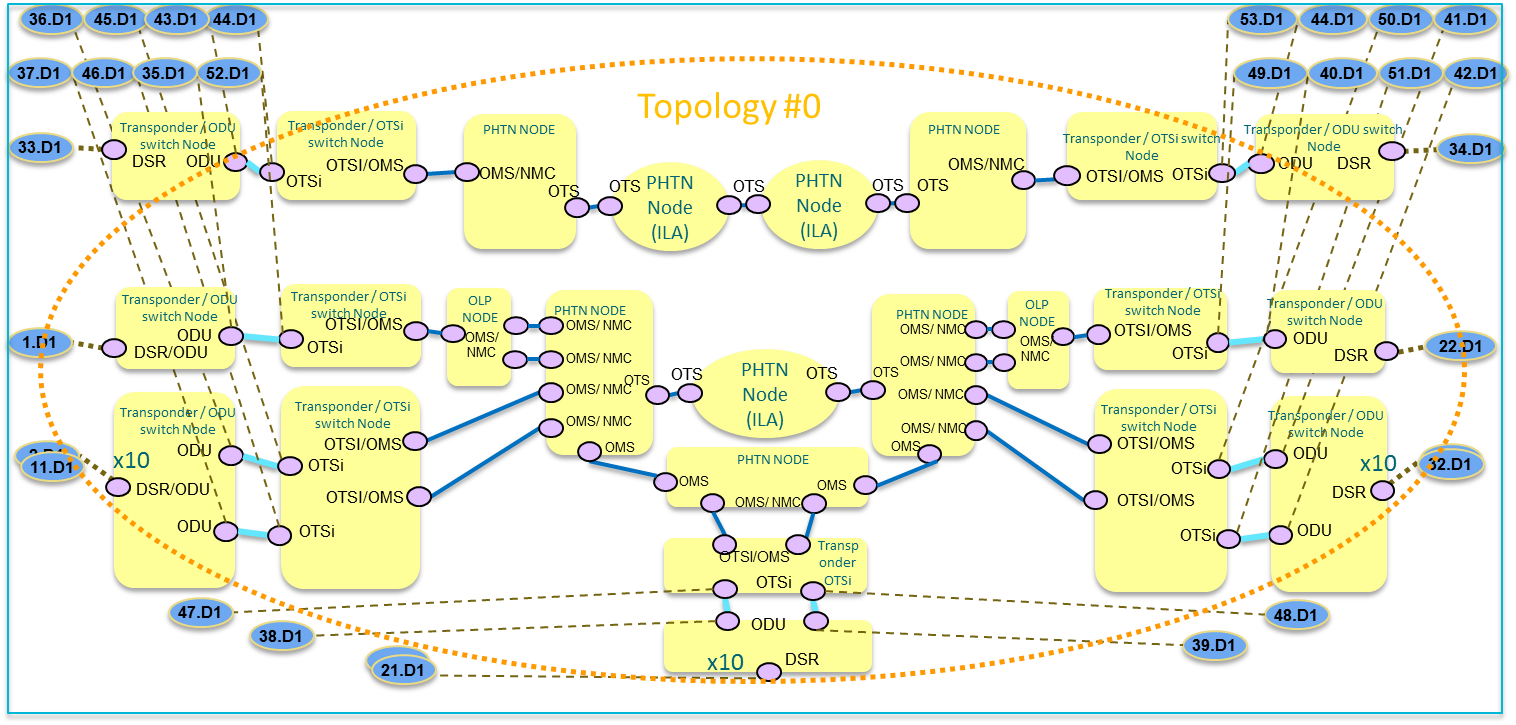 36.D1 45.D1 43.D1 44.D1
53.D1 44.D1 50.D1 41.D1
37.D1 46.D1 35.D1 52.D1
49.D1 40.D1 51.D1 42.D1
Topology #0
33.D1
Transponder / ODU
switch Node
DSR ODU
Transponder / OTSi
switch Node
OTSI/OMS
OTSi
PHTN NODE
OMS/NMC
OTS
OTS
PHTN
Node
(ILA)
OTS
PHTN
Node
(ILA)
OTS
OTS
PHTN NODE
OMS/NMC
Transponder / OTSi switch
Node
OTSI/OMS OTSi
Transponder / ODU switch
Node
ODU DSR
34.D1
1.D1
Transponder / ODU
switch Node
ODU
DSR/ODU
Transponder / OTSi
switch Node
OTSI/OMS
OTSi
OLP
NODE
OMS/
NMC
PHTN NODE
OMS/ NMC
OMS/ NMC
OMS/ NMC
OTS
OMS/ NMC
OMS
OTS
PHTN
Node
(ILA)
OTS
PHTN NODE
OMS/ NMC
OMS/ NMC
OTS
OMS/ NMC
OMS/ NMC
OMS
OLP
NODE
OMS/
NMC
Transponder / OTSi
switch Node
OTSI/OMS
OTSi
Transponder / ODU
switch Node
ODU
DSR
22.D1
11.D1
Transponder / ODU
switch Node
x10
ODU
DSR/ODU
ODU
Transponder / OTSi
switch Node
OTSI/OMS
OTSi
OTSI/OMS
OTSi
PHTN NODE
OMS
OMS
OMS/ NMC
OTSI/OMS
Transp
onder
OTSi
OTSi
ODU
x10
DSR
Transponder / OTSi
switch Node
OTSI/OMS
OTSi
OTSI/OMS
OTSi
Transponder / ODU
switch Node
ODU
x10
DSR
ODU
32.D1
47.D1
38.D1
21.D1
48.D1
39.D1